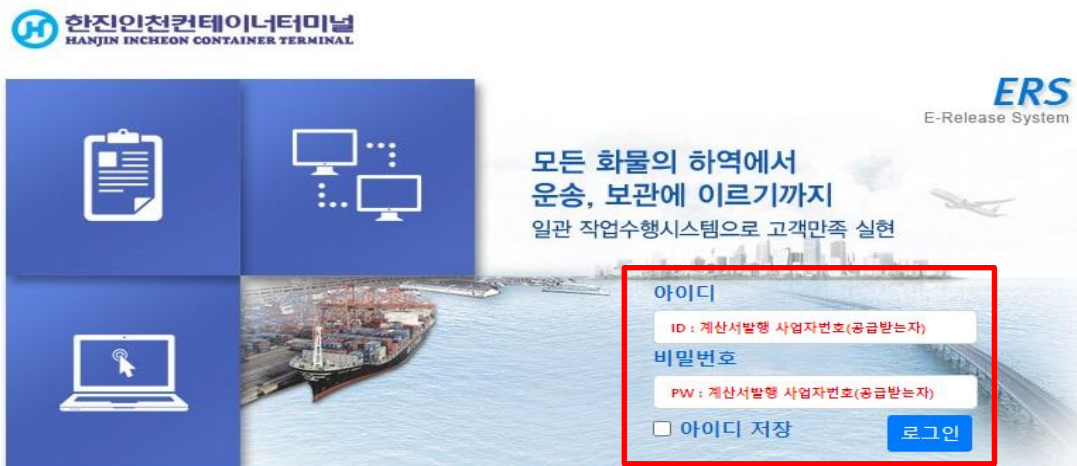 한진인천컨테이너터미널
HANJIN INCHEON CONTAINER TERMINAL
ERS
E-Release System
모든 화물의 하역에서
운송, 보관에 이르기까지
일관 작업수행시스템으로 고객만족 실현
아이디
ID : 계산서발행 사업자번호(공급받는자)
비밀번호
PW : 계산서발행 사업자번호(공급받는자)
아이디 저장
로그인